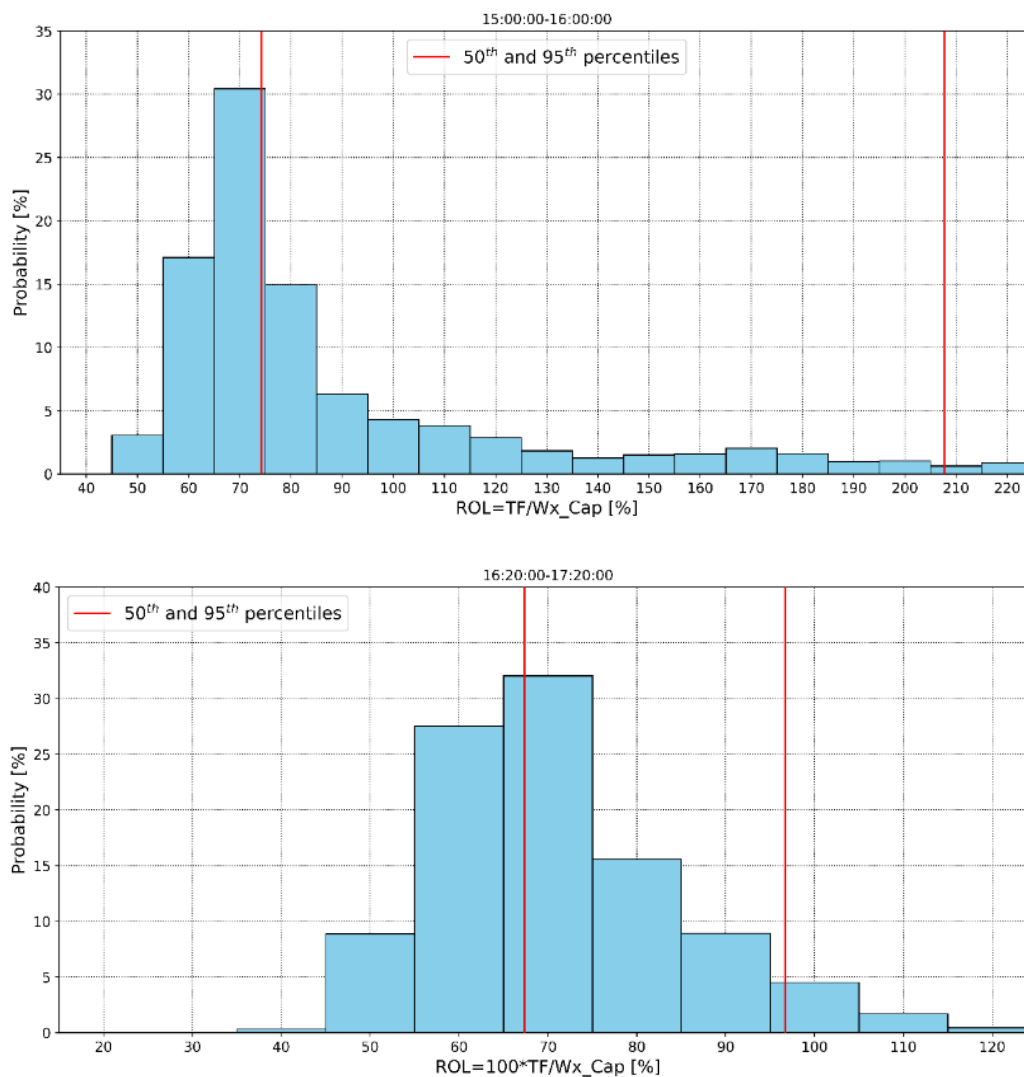 15:00:00-16:00:00
50th and 95th percentiles
Probability [%]
35
30
25
20
15
10
5
0
40 50 60 70 80 90 100 110 120 130 140 150 160 170 180 190 200 210 220
ROL=TF/Wx_Cap [%]
16:20:00-17:20:00
50th and 95th percentiles
Probability [%]
40
35
30
25
20
15
10
5
0
20 30 40 50 60 70 80 90 100 110 120
ROL=100*TF/Wx_Cap [%]